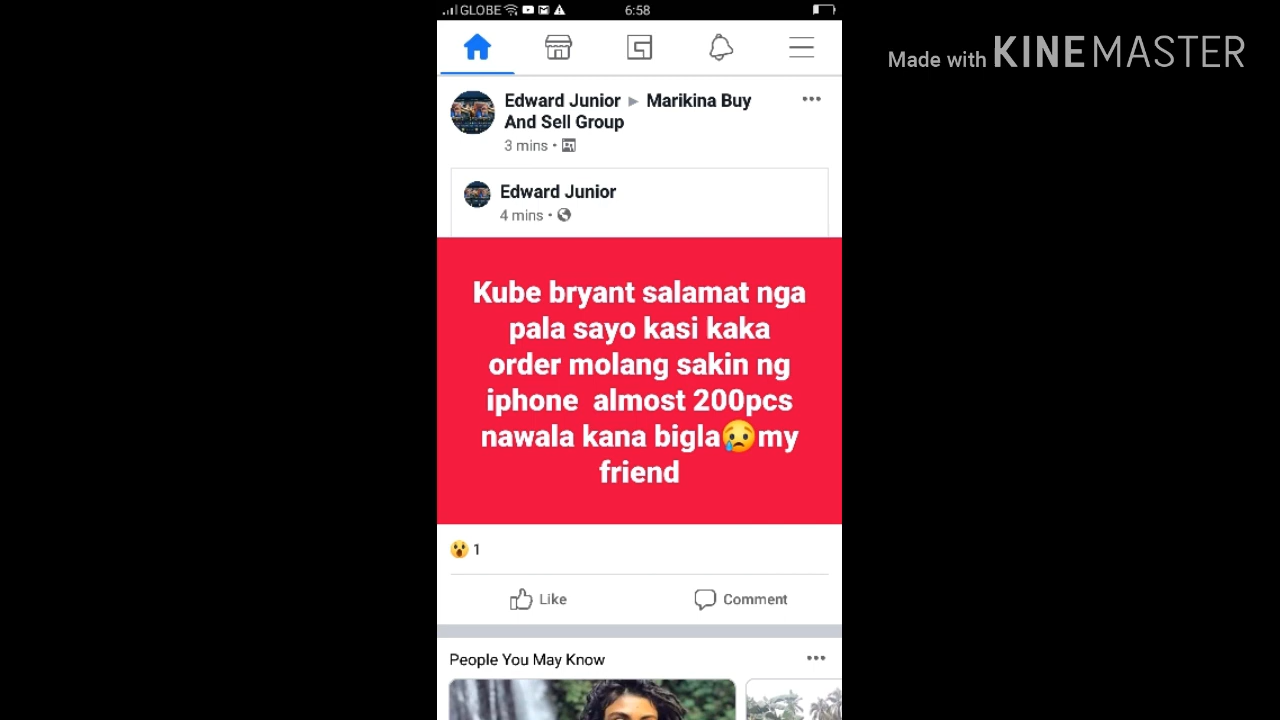 GLOBE 6:58
Made with KINEMASTER
Edward Junior ▸ Marikina Buy
And Sell Group
3 mins •
Edward Junior
4 mins •
Kube bryant salamat nga
pala sayo kasi kaka
order molang sakin ng
iphone almost 200pcs
nawala kana bigla😢my
friend
😮 1
Like Comment
People You May Know